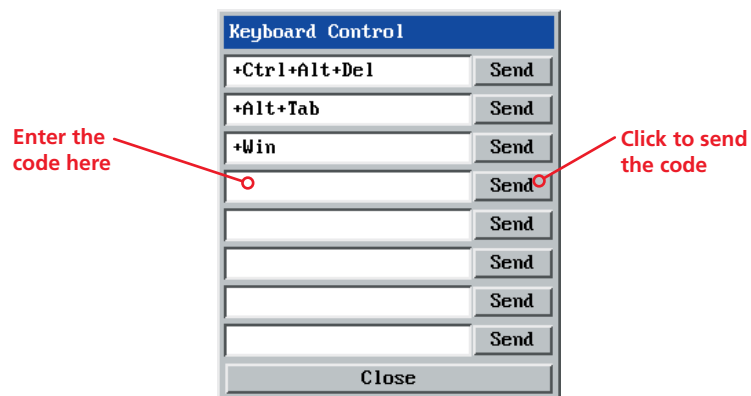 Keyboard Control
+Ctrl+Alt+Del Send
+Alt+Tab Send
+Win Send
Enter the
code here
Click to send
the code
Send
Send
Send
Send
Send
Close